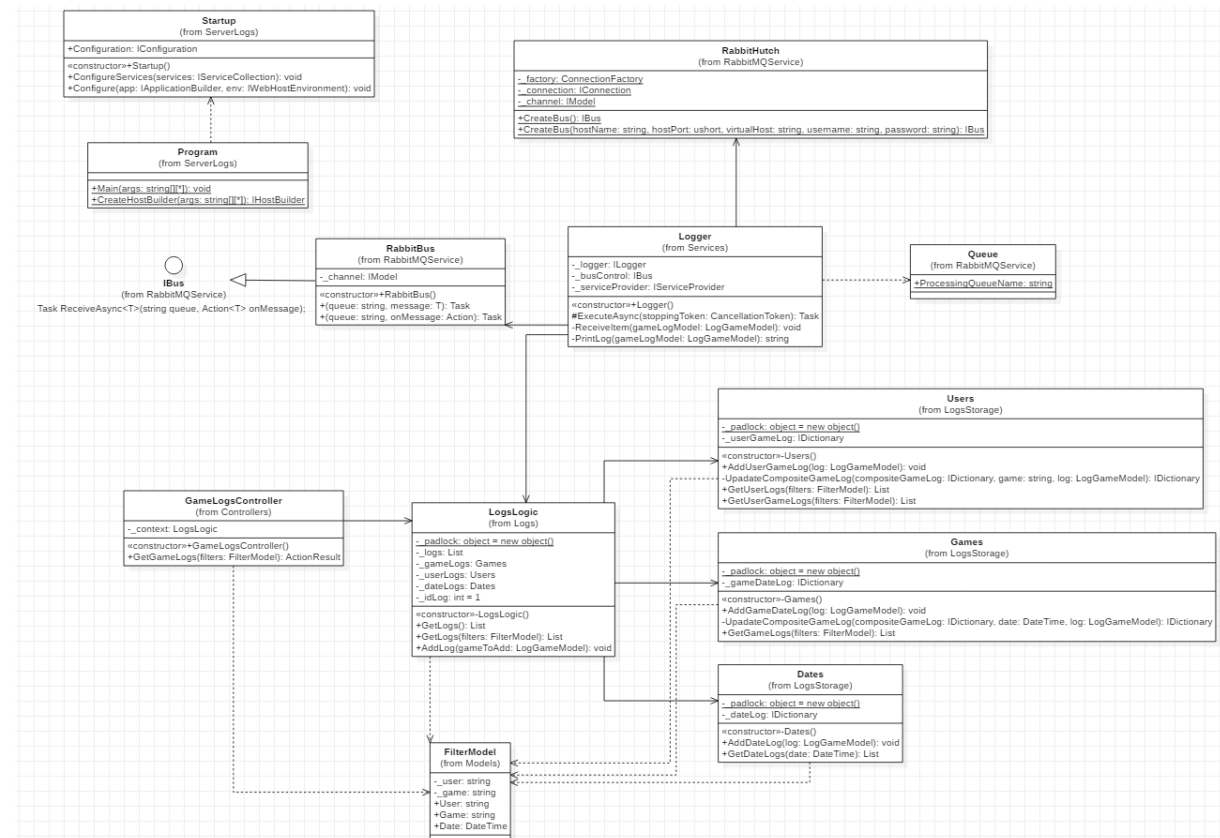 Startup
(from ServerLogs)
+Configuration: IConfiguration
«constructor»+Startup()
+ConfigureServices(services: IServiceCollection): void
+Configure(app: IApplicationBuilder, env: IWebHostEnvironment): void
RabbitHutch
(from RabbitMQService)
-_factory: ConnectionFactory
-_connection: IConnection
-_channel: IModel
+CreateBus(): IBus
+CreateBus(hostName: string, hostPort: ushort, virtualHost: string, username: string, password: string): IBus
Program
(from ServerLogs)
+Main(args: string[][*]): void
+CreateHostBuilder(args: string[][*]): IHostBuilder
IBus
(from RabbitMQService)
Task ReceiveAsync<T>(string queue, Action<T> onMessage);
RabbitBus
(from RabbitMQService)
-_channel: IModel
«constructor»+RabbitBus()
+(queue: string, message: T): Task
+(queue: string, onMessage: Action): Task
Logger
(from Services)
-_logger: ILogger
-_busControl: IBus
-_serviceProvider: IServiceProvider
«constructor»+Logger()
#ExecuteAsync(stoppingToken: CancellationToken): Task
-ReceiveItem(gameLogModel: LogGameModel): void
-PrintLog(gameLogModel: LogGameModel): string
Queue
(from RabbitMQService)
+ProcessingQueueName: string
Users
(from LogsStorage)
-_padlock: object = new object()
-_userGameLog: IDictionary
«constructor»-Users()
+AddUserGameLog(log: LogGameModel): void
-UpadateCompositeGameLog(compositeGameLog: IDictionary, game: string, log: LogGameModel): IDictionary
+GetUserLogs(filters: FilterModel): List
+GetUserGameLogs(filters: FilterModel): List
GameLogsController
(from Controllers)
-_context: LogsLogic
«constructor»+GameLogsController()
+GetGameLogs(filters: FilterModel): ActionResult
LogsLogic
(from Logs)
-_padlock: object = new object()
-_logs: List
-_gameLogs: Games
-_userLogs: Users
-_dateLogs: Dates
-_idLog: int = 1
«constructor»-LogsLogic()
+GetLogs(): List
+GetLogs(filters: FilterModel): List
+AddLog(gameToAdd: LogGameModel): void
Games
(from LogsStorage)
-_padlock: object = new object()
-_gameDateLog: IDictionary
«constructor»-Games()
+AddGameDateLog(log: LogGameModel): void
-UpadateCompositeGameLog(compositeGameLog: IDictionary, date: DateTime, log: LogGameModel): IDictionary
+GetGameLogs(filters: FilterModel): List
Dates
(from LogsStorage)
-_padlock: object = new object()
-_dateLog: IDictionary
«constructor»-Dates()
+AddDateLog(log: LogGameModel): void
+GetDateLogs(date: DateTime): List
FilterModel
(from Models)
-_user: string
-_game: string
+User: string
+Game: string
+Date: DateTime